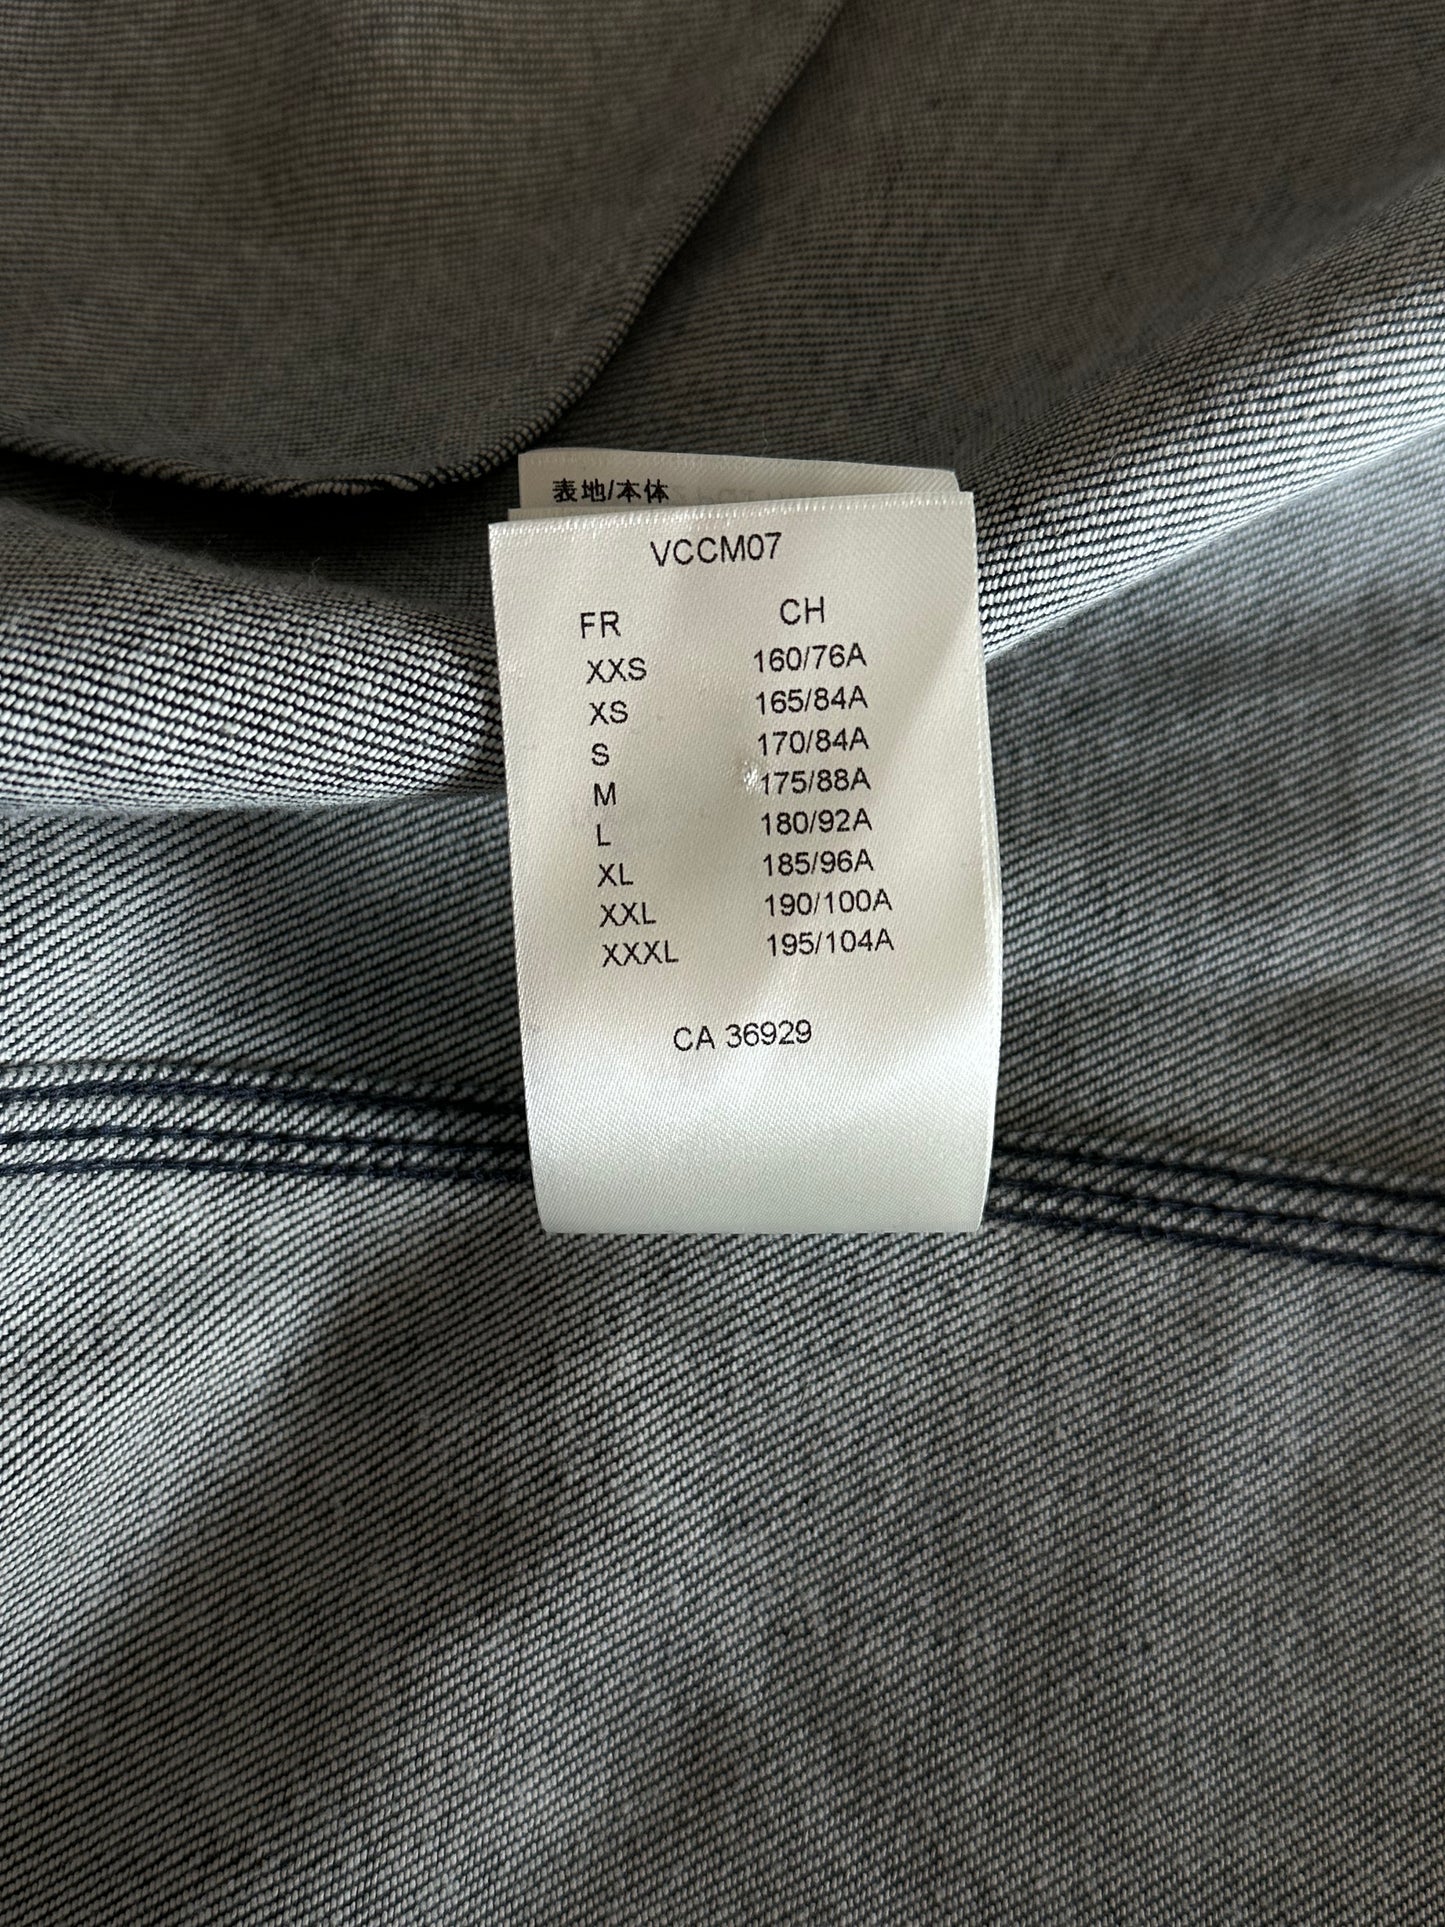 表地/本体
VCCM07
FR CH
XXS 160/76A
XS 165/84A
S 170/84A
M 175/88A
L 180/92A
XL 185/96A
XXL 190/100A
XXXL 195/104A
CA 36929